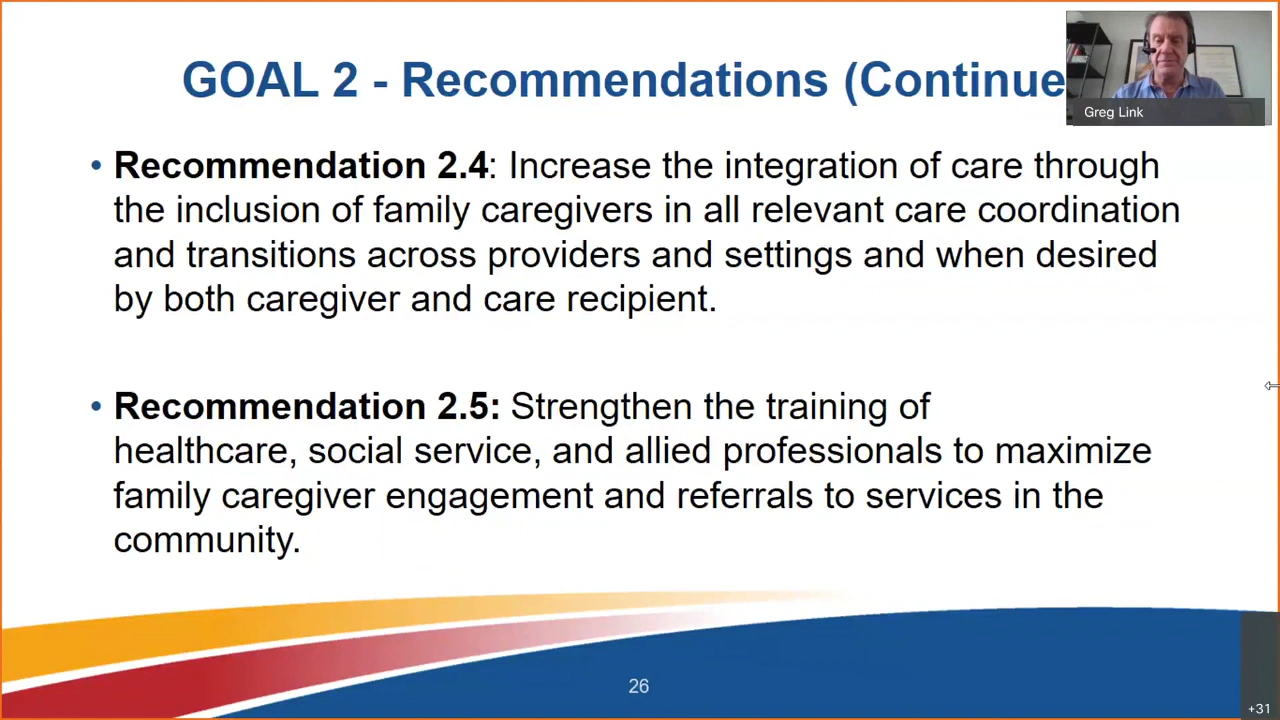 GOAL 2 - Recommendations (Continue
Greg Link
• Recommendation 2.4: Increase the integration of care through
the inclusion of family caregivers in all relevant care coordination
and transitions across providers and settings and when desired
by both caregiver and care recipient.
• Recommendation 2.5: Strengthen the training of
healthcare, social service, and allied professionals to maximize
family caregiver engagement and referrals to services in the
community.
26
+31